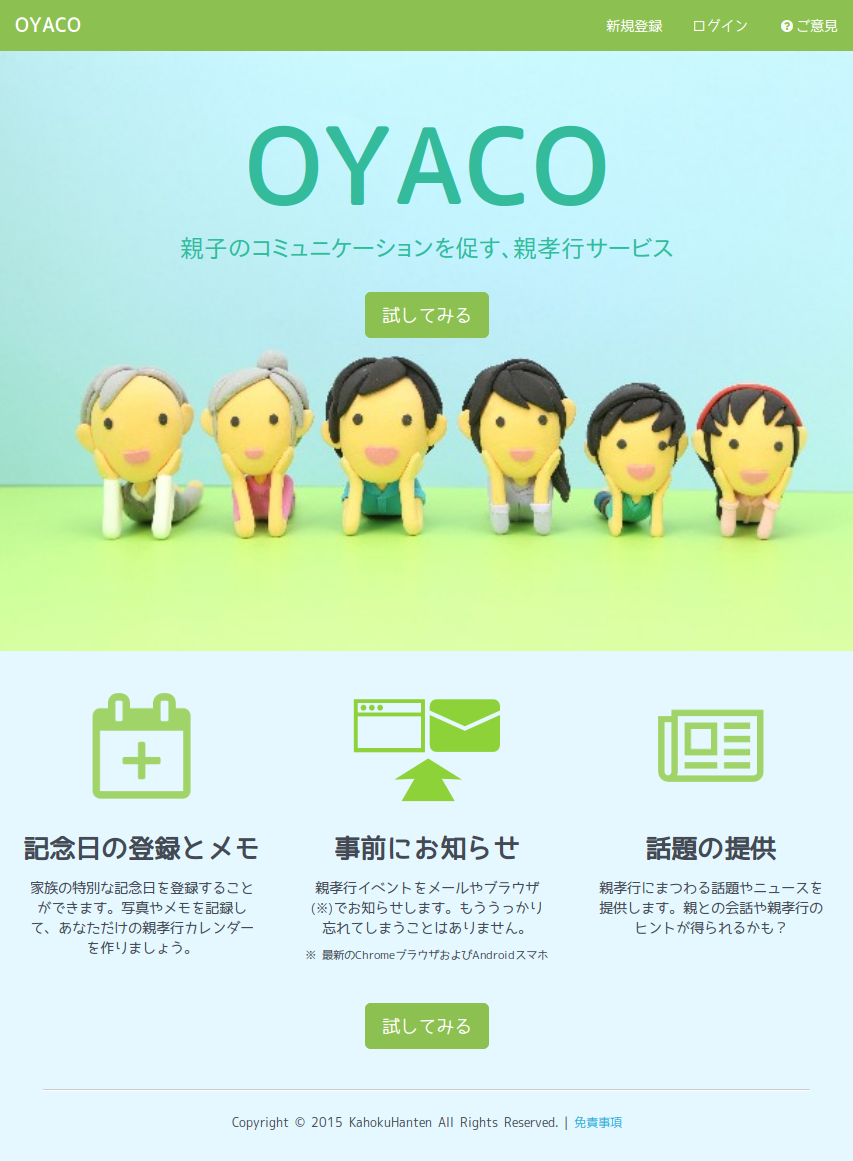 OYACO
新規登録 ログイン ご意見
OYACO
親子のコミュニケーションを促す、親孝行サービス
試してみる
記念日の登録とメモ
家族の特別な記念日を登録すること
ができます。写真やメモを記録し
て、あなただけの親孝行カレンダー
を作りましょう。
事前にお知らせ
親孝行イベントをメールやブラウザ
(※)でお知らせします。もううっかり
忘れてしまうことはありません。
※ 最新のChromeブラウザおよびAndroidスマホ
話題の提供
親孝行にまつわる話題やニュースを
提供します。親との会話や親孝行の
ヒントが得られるかも？
試してみる
Copyright © 2015 KahokuHanten All Rights Reserved. | 免責事項